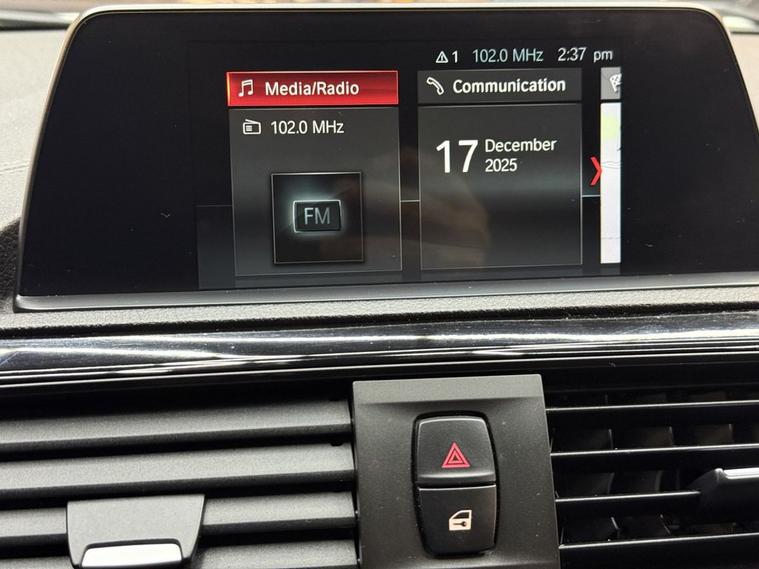 1 102.0 MHz 2:37 pm
Media/Radio
102.0 MHz
FM
Communication
17 December
2025